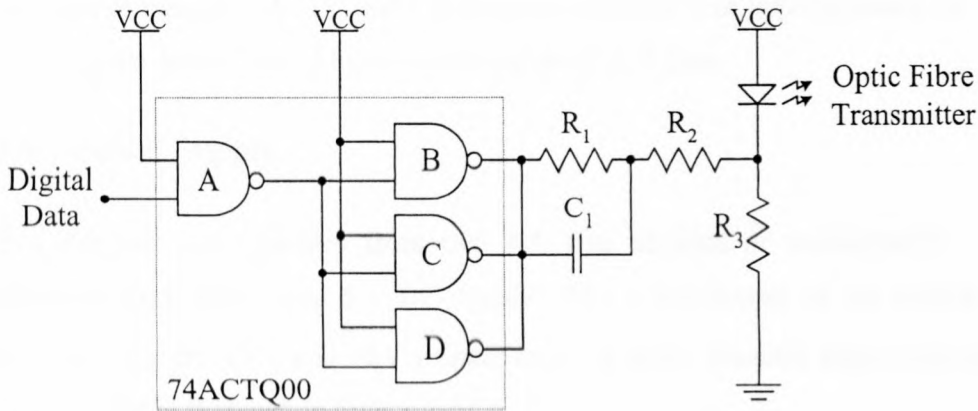 VCC
VCC
VCC
Optic Fibre
Transmitter
R1
R2
A
B
Digital
Data
C1
R3
C
D
74ACTQ00